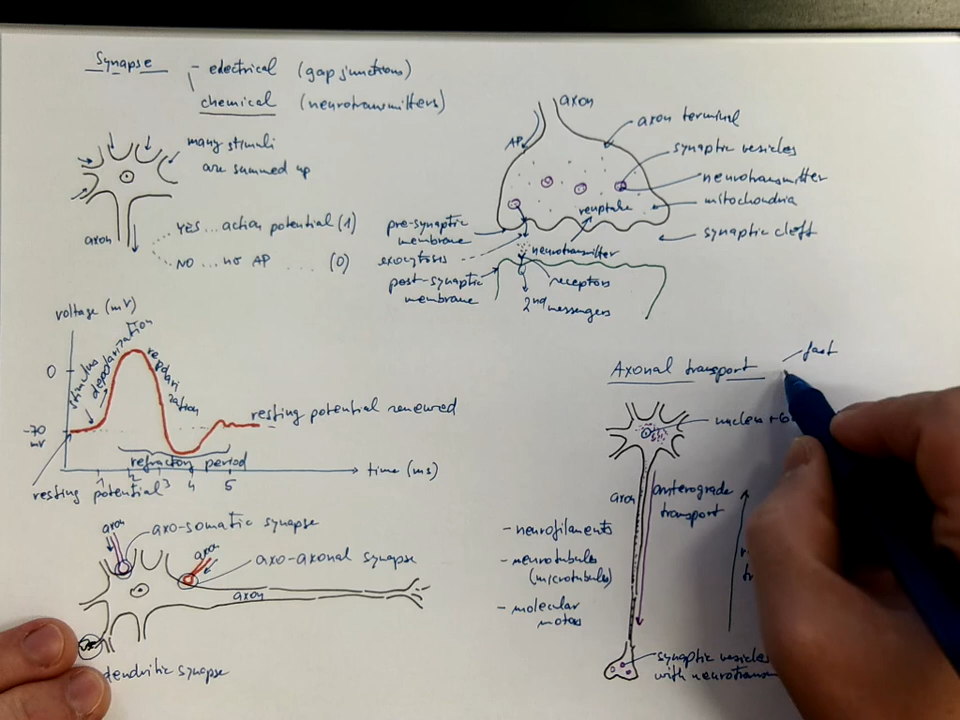 Synapse
- electrical (gap junctions)
chemical (neurotransmitters)
many stimuli
are summed up
axon
YES...action potential (1)
NO...no AP .... (0)
axon
AP
axon terminal
synaptic vesicles
neurotransmitter
mitochondria
reuptake
synaptic cleft
pre-synaptic
membrane
exocytosis
neurotransmitter
post-synaptic
membrane
receptors
2nd messengers
voltage (mV)
0
-70
mV
stimulus
depolarization
repolarization
resting potential renewed
refractory period
time (ms)
1 2 3 4 5
resting potential
axon
axo-somatic synapse
axon
axo-axonal synapse
axon
dendritic synapse
Axonal transport
fast
axon
anterograde
transport
- neurofilaments
- neurotubules
(microtubules)
- molecular
motors
synaptic vesicles
with